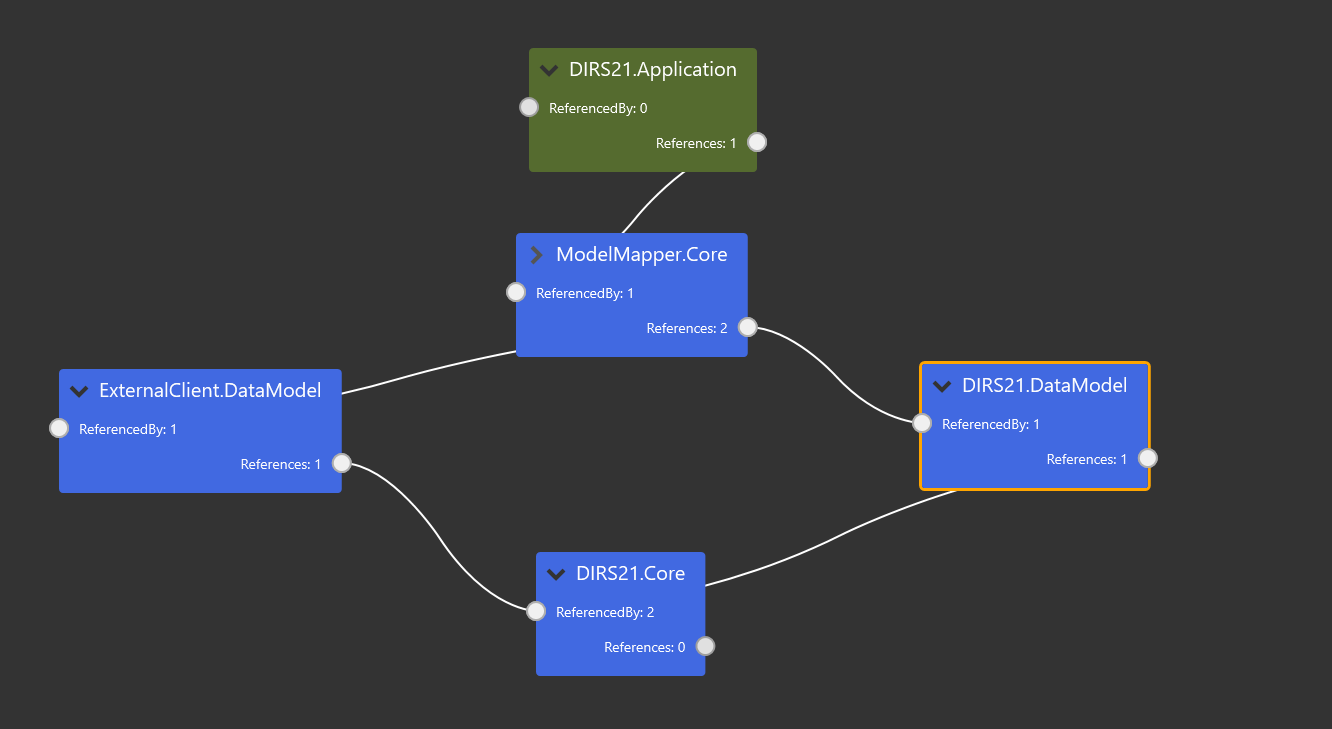 DIRS21.Application
ReferencedBy: 0
References: 1
ModelMapper.Core
ReferencedBy: 1
References: 2
ExternalClient.DataModel
ReferencedBy: 1
References: 1
DIRS21.DataModel
ReferencedBy: 1
References: 1
DIRS21.Core
ReferencedBy: 2
References: 0